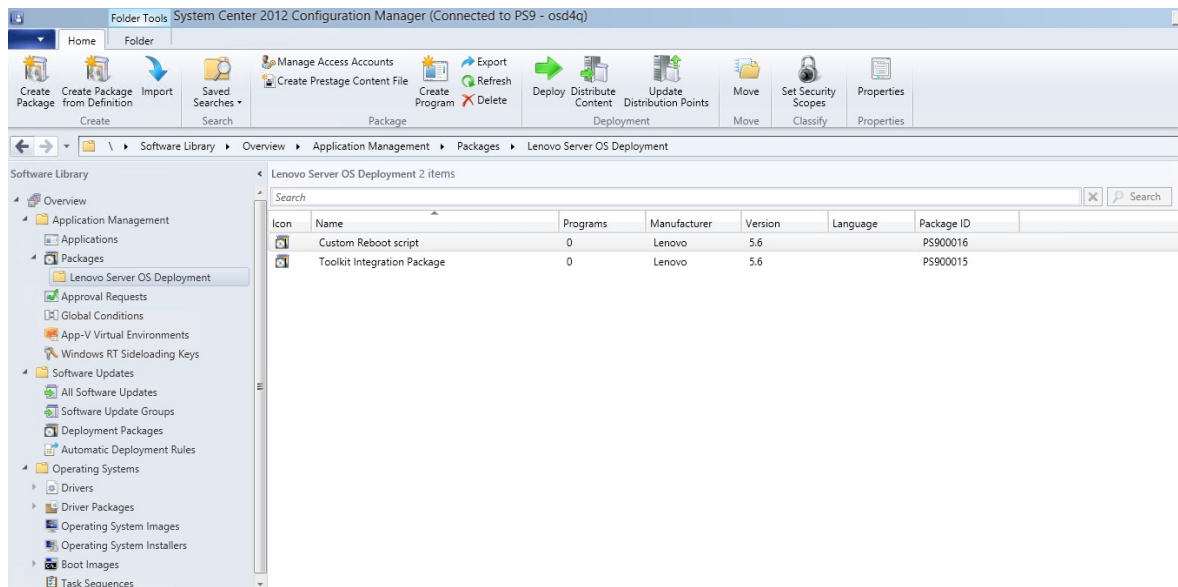 Folder Tools System Center 2012 Configuration Manager (Connected to PS9 - osd4q)
Home Folder
Create Package
Create Package from Definition
Import
Saved Searches
Manage Access Accounts
Create Prestage Content File
Create Program
Export
Refresh
Delete
Deploy
Distribute Content
Update Distribution Points
Move
Set Security Scopes
Properties
Create Search Package Deployment Move Classify Properties
\ Software Library Overview Application Management Packages Lenovo Server OS Deployment
Software Library
Overview
Application Management
Applications
Packages
Lenovo Server OS Deployment
Approval Requests
Global Conditions
App-V Virtual Environments
Windows RT Sideloading Keys
Software Updates
All Software Updates
Software Update Groups
Deployment Packages
Automatic Deployment Rules
Operating Systems
Drivers
Driver Packages
Operating System Images
Operating System Installers
Boot Images
Task Sequences
Lenovo Server OS Deployment 2 items
Search Search
Icon Name Programs Manufacturer Version Language Package ID
Custom Reboot script 0 Lenovo 5.6 PS900016
Toolkit Integration Package 0 Lenovo 5.6 PS900015